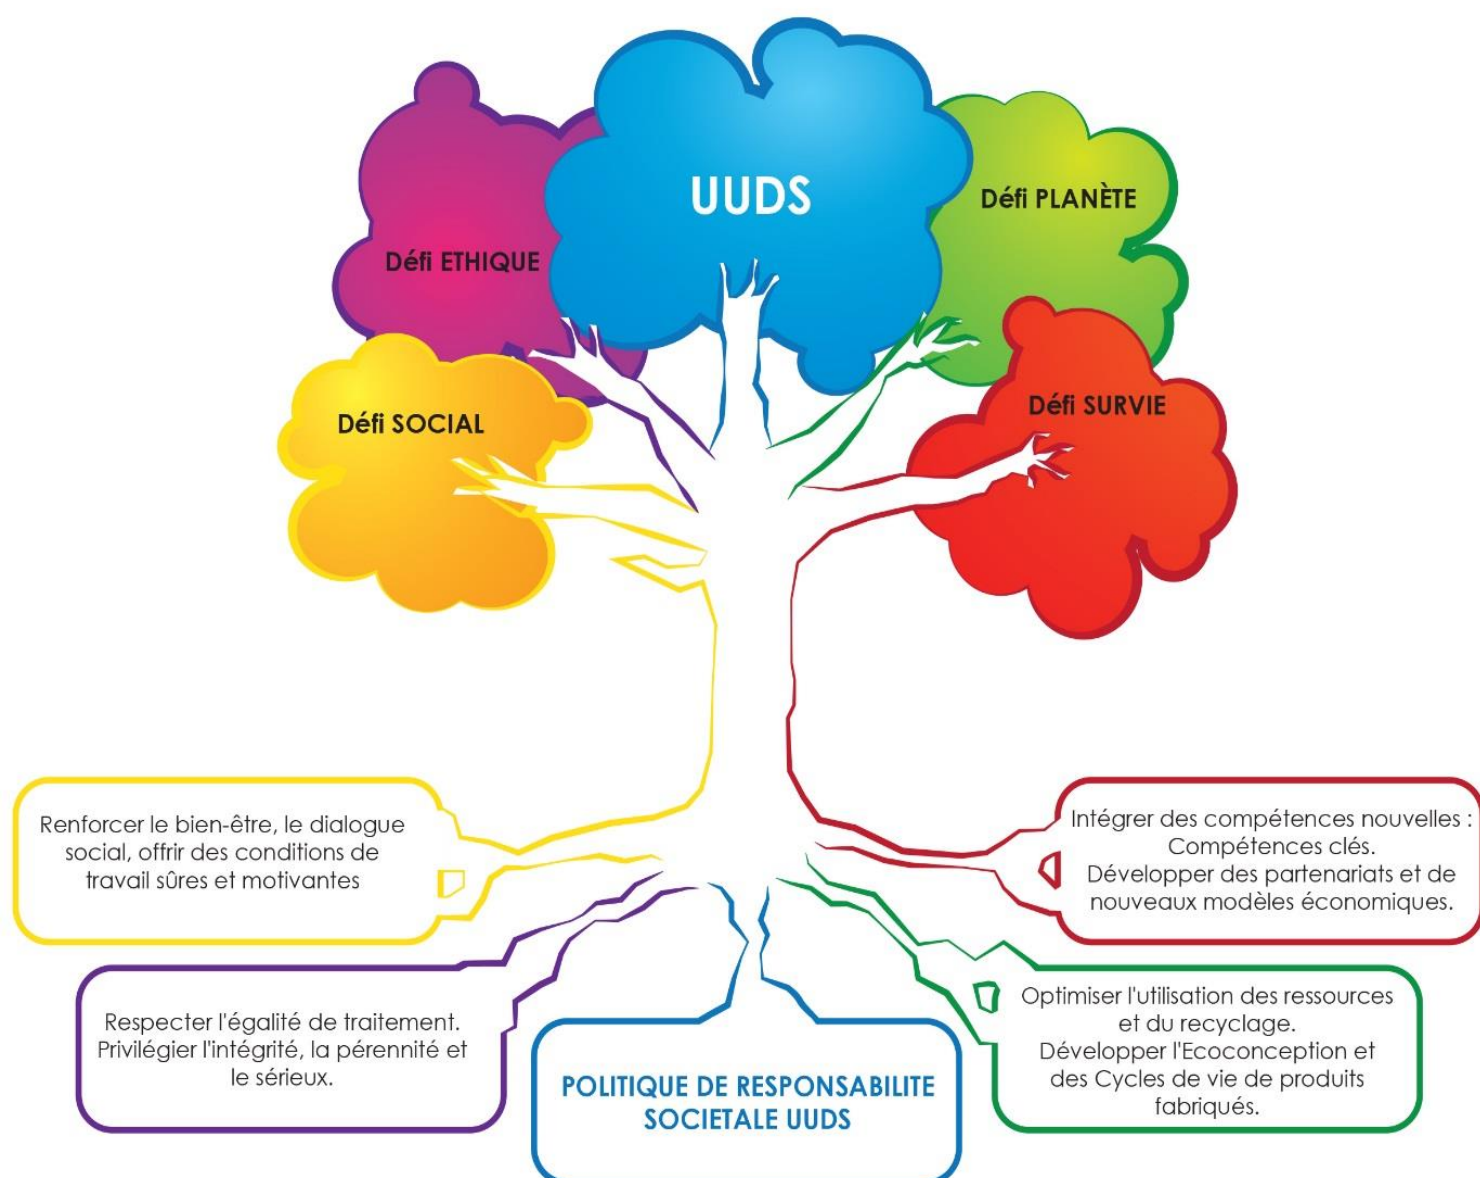 UUDS
Défi PLANÈTE
Défi ETHIQUE
Défi SURVIE
Défi SOCIAL
Renforcer le bien-être, le dialogue
social, offrir des conditions de
travail sûres et motivantes
Intégrer des compétences nouvelles :
Compétences clés.
Développer des partenariats et de
nouveaux modèles économiques.
Respecter l'égalité de traitement.
Privilégier l'intégrité, la pérennité et
le sérieux.
Optimiser l'utilisation des ressources
et du recyclage.
Développer l'Ecoconception et
des Cycles de vie de produits
fabriqués.
POLITIQUE DE RESPONSABILITE
SOCIETALE UUDS